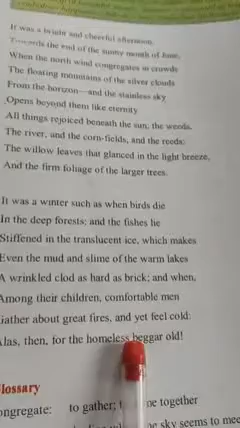 It was a bright and cheerful afternoon,
Towards the end of the sunny month of June,
When the north wind congregates in crowds
The floating mountains of the silver clouds
From the horizon—and the stainless sky
Opens beyond them like eternity
All things rejoiced beneath the sun; the weeds,
The river, and the corn-fields, and the reeds;
The willow leaves that glanced in the light breeze,
And the firm foliage of the larger trees.
It was a winter such as when birds die
In the deep forests; and the fishes lie
Stiffened in the translucent ice, which makes
Even the mud and slime of the warm lakes
A wrinkled clod as hard as brick; and when,
Among their children, comfortable men
Gather about great fires, and yet feel cold:
Alas, then, for the homeless beggar old!
lossary
ongregate: to gather; together
sky seems to mee